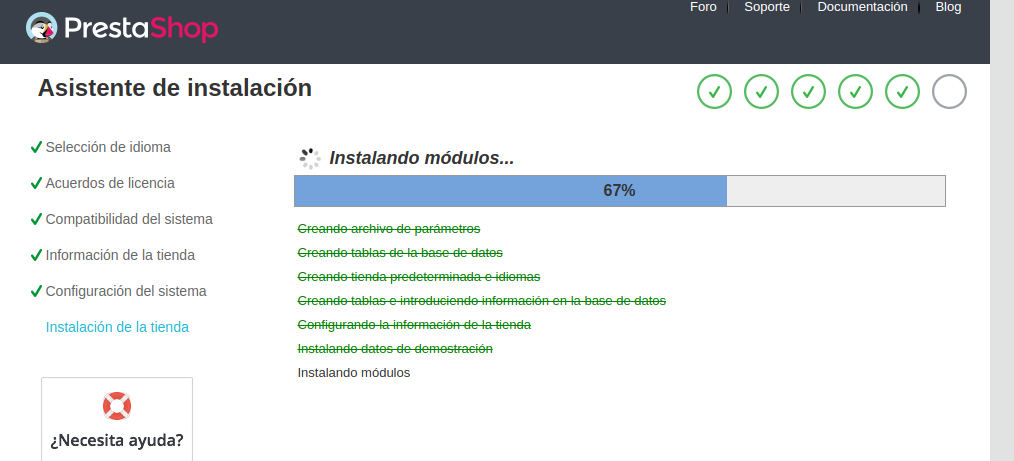 Foro
Soporte
Documentación
Blog
PrestaShop
Asistente de instalación
Selección de idioma
Acuerdos de licencia
Compatibilidad del sistema
Información de la tienda
Configuración del sistema
Instalación de la tienda
¿Necesita ayuda?
Instalando módulos...
67%
Creando archivo de parámetros
Creando tablas de la base de datos
Creando tienda predeterminada e idiomas
Creando tablas e introduciendo información en la base de datos
Configurando la información de la tienda
Instalando datos de demostración
Instalando módulos